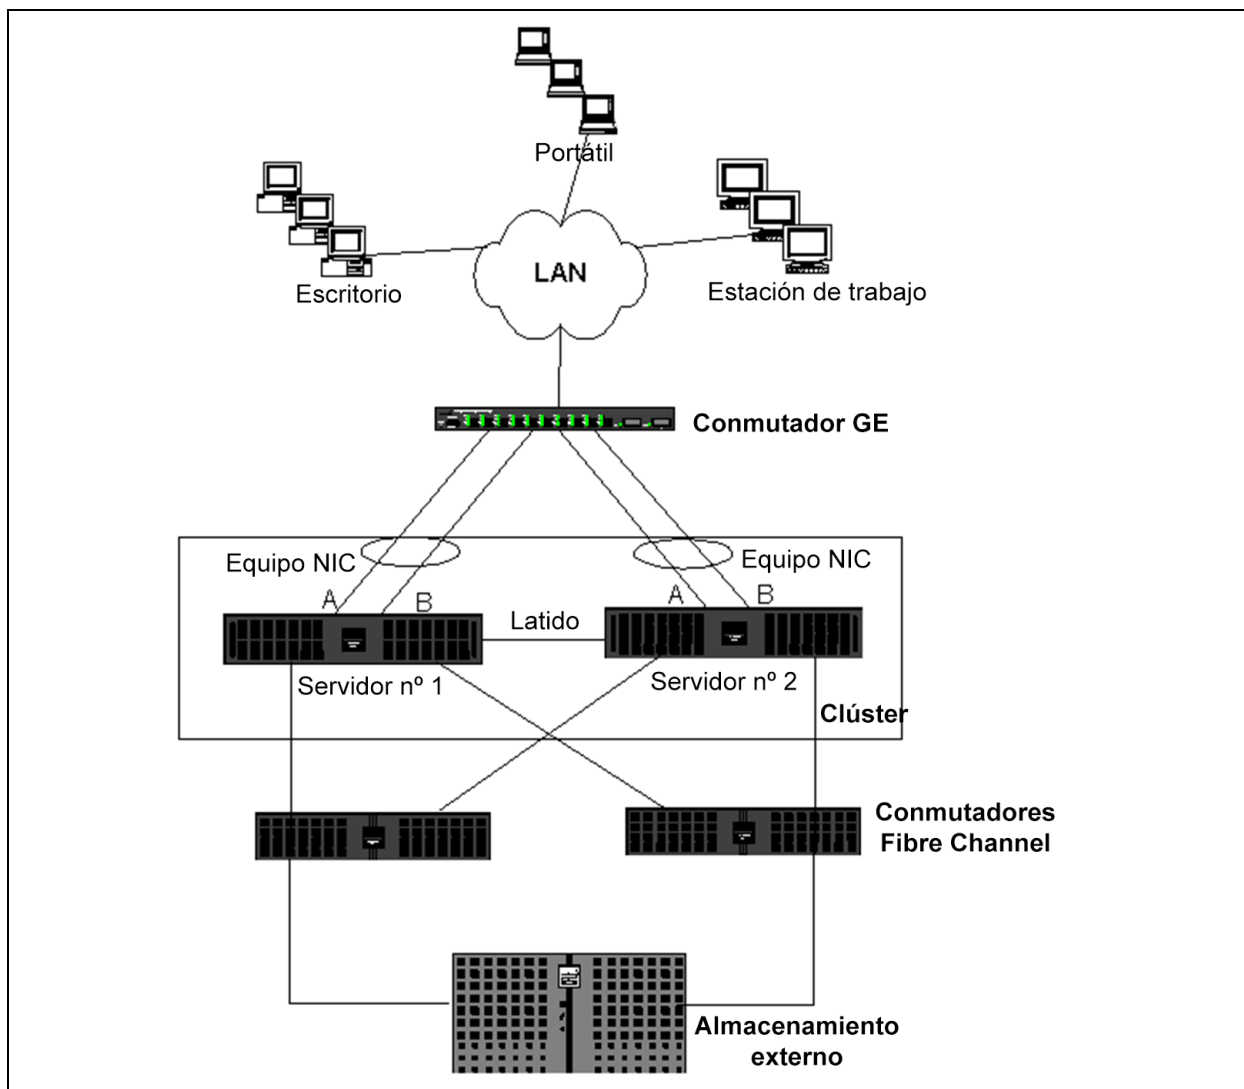 Portátil
Escritorio
LAN
Estación de trabajo
Conmutador GE
Equipo NIC
Equipo NIC
A
B
A
B
Latido
Servidor nº 1
Servidor nº 2
Clúster
Conmutadores
Fibre Channel
Almacenamiento
externo